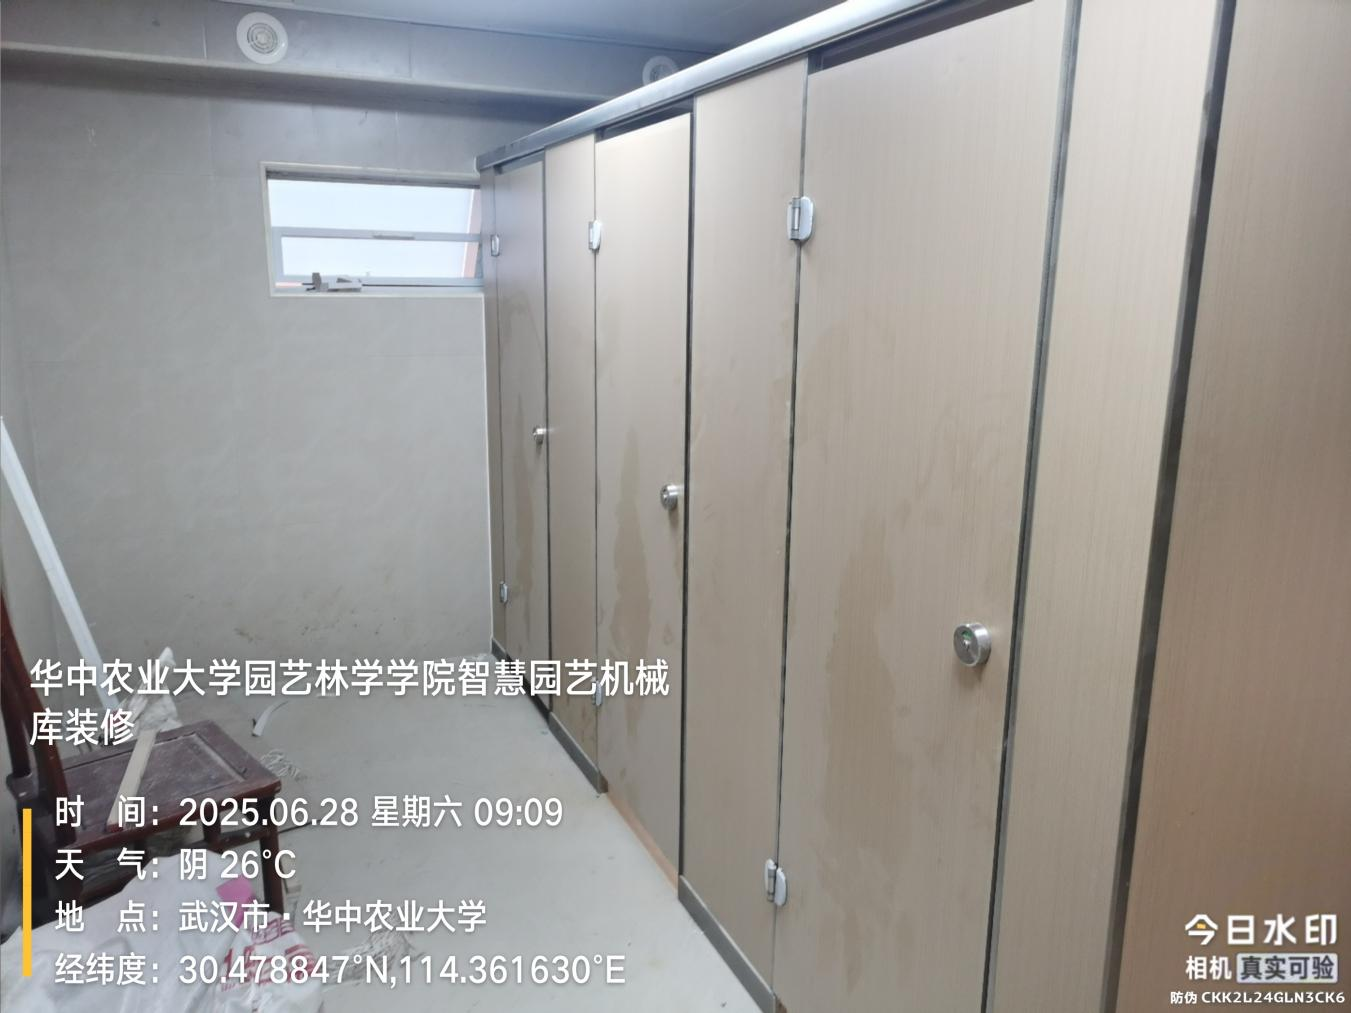 华中农业大学园艺林学学院智慧园艺机械
库装修
时 间：2025.06.28 星期六 09:09
天 气：阴 26°C
地 点：武汉市·华中农业大学
经纬度：30.478847°N,114.361630°E
今日水印
相机 真实可验
防伪 CKK2L24GLN3CK6